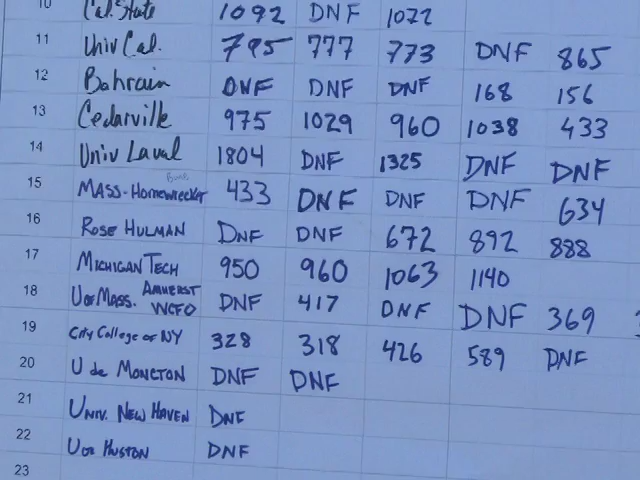 10 Cal. State 1092 DNF 1072
11 Univ Cal. 795 777 773 DNF 865
12 Bahrain DNF DNF DNF 168 156
13 Cedarville 975 1029 960 1038 433
14 Univ Laval 1804 DNF 1325 DNF DNF
15 MASS-Homewrecker 433 DNF DNF DNF 634
16 ROSE HULMAN DNF DNF 672 892 888
17 MICHIGAN TECH 950 960 1063 1140
18 U OF MASS. AMHERST WCFO DNF 417 DNF DNF 369
19 City College of NY 328 318 426 589 DNF
20 U de MONCTON DNF DNF
21 UNIV. NEW HAVEN DNF
22 U OF HUSTON DNF
23